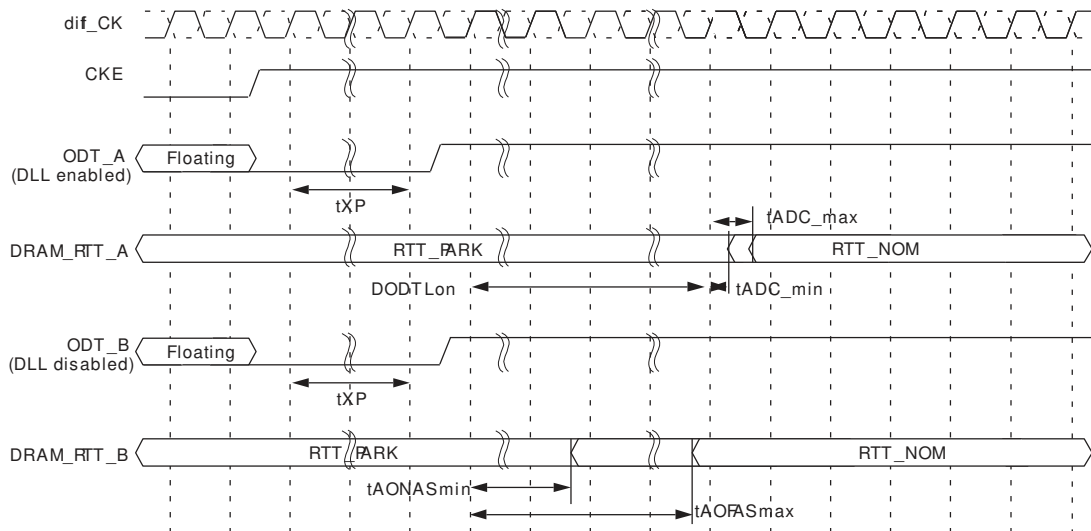 diff_CK
CKE
ODT_A
(DLL enabled)
Floating
tXP
tADC_max
DRAM_RTT_A
RTT_PARK
RTT_NOM
DODTLon
tADC_min
ODT_B
(DLL disabled)
Floating
tXP
DRAM_RTT_B
RTT_PARK
RTT_NOM
tAONASmin
tAOFASmax